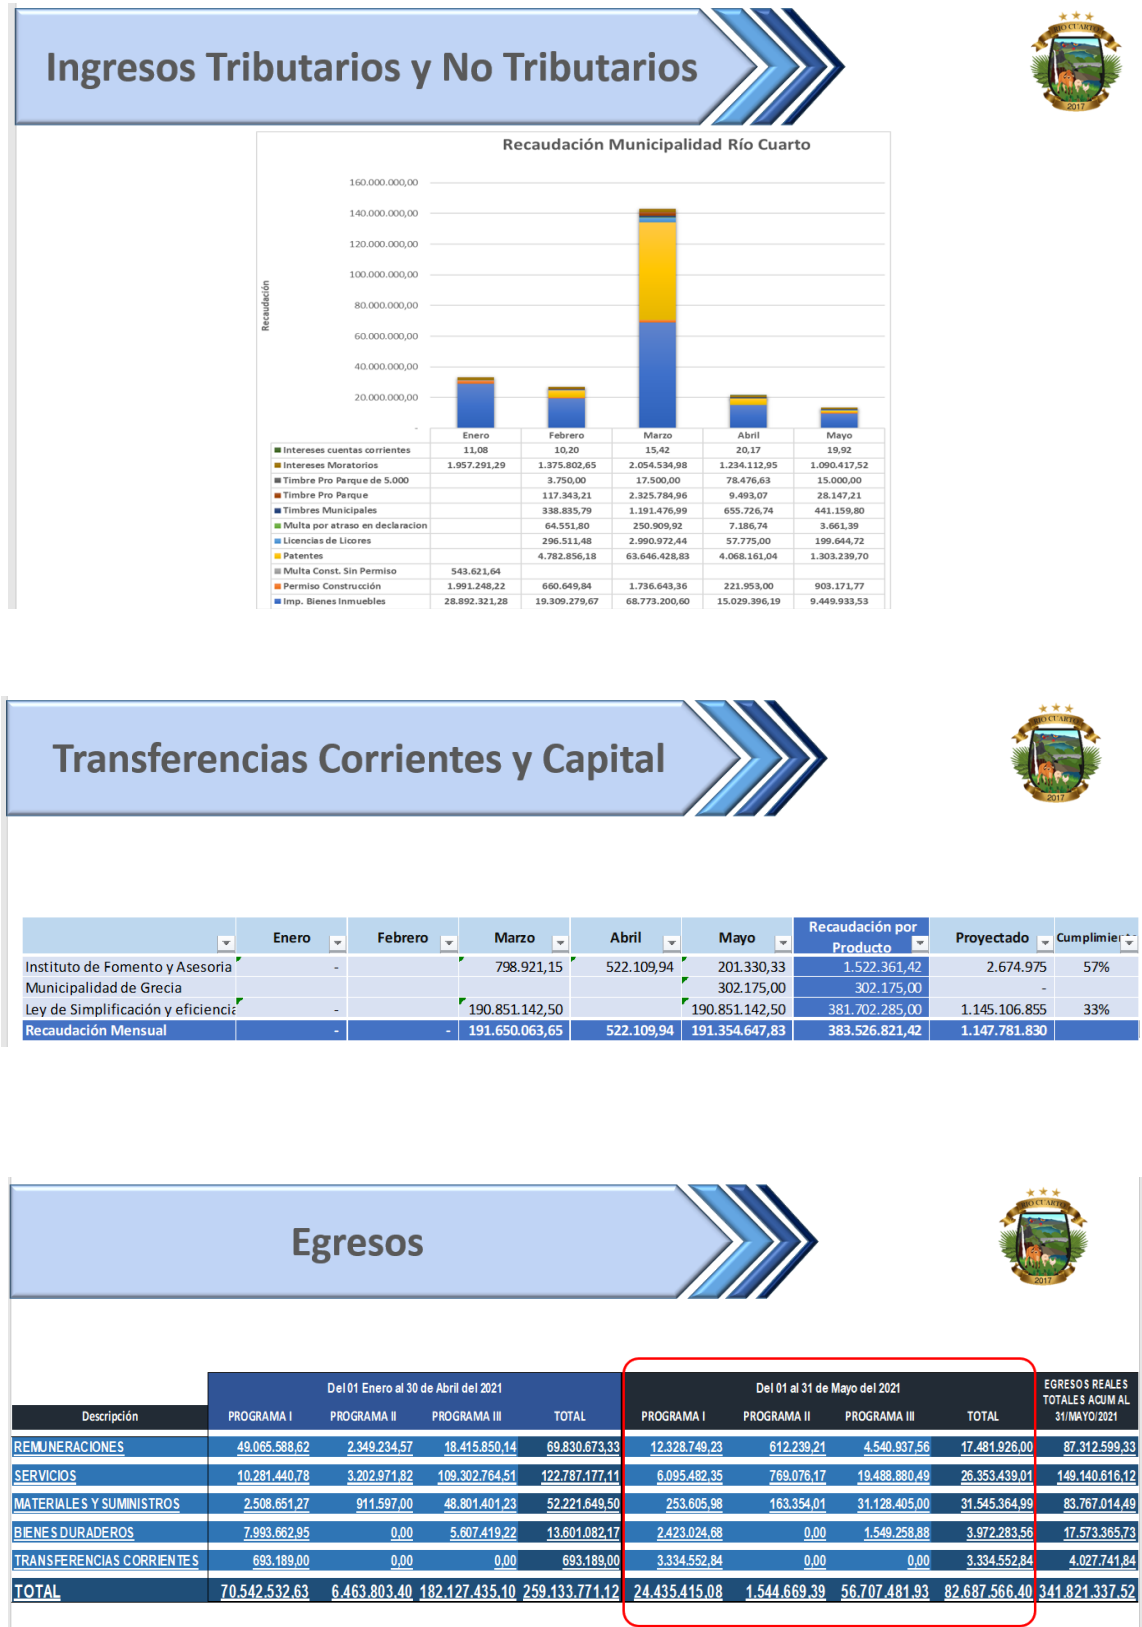 Ingresos Tributarios y No Tributarios
RIO CUARTO
2017
Recaudación Municipalidad Río Cuarto
Recaudación
160.000.000,00
140.000.000,00
120.000.000,00
100.000.000,00
80.000.000,00
60.000.000,00
40.000.000,00
20.000.000,00
-
Enero Febrero Marzo Abril Mayo
Intereses cuentas corrientes 11,08 10,20 15,42 20,17 19,92
Intereses Moratorios 1.957.291,29 1.375.802,65 2.054.534,98 1.234.112,95 1.090.417,52
Timbre Pro Parque de 5.000 3.750,00 17.500,00 78.476,63 15.000,00
Timbre Pro Parque 117.343,21 2.325.784,96 9.493,07 28.147,21
Timbres Municipales 338.835,79 1.191.476,99 655.726,74 441.159,80
Multa por atraso en declaracion 64.551,80 250.909,92 7.186,74 3.661,39
Licencias de Licores 296.511,48 2.990.972,44 57.775,00 199.644,72
Patentes 4.782.856,18 63.646.428,83 4.068.161,04 1.303.239,70
Multa Const. Sin Permiso 543.621,64
Permiso Construcción 1.991.248,22 660.649,84 1.736.643,36 221.953,00 903.171,77
Imp. Bienes Inmuebles 28.892.321,28 19.309.279,67 68.773.200,60 15.029.396,19 9.449.933,53
Transferencias Corrientes y Capital
RIO CUARTO
2017
Enero Febrero Marzo Abril Mayo Recaudación por Producto Proyectado Cumplimiento
Instituto de Fomento y Asesoria - 798.921,15 522.109,94 201.330,33 1.522.361,42 2.674.975 57%
Municipalidad de Grecia 302.175,00 302.175,00 -
Ley de Simplificación y eficiencia - 190.851.142,50 190.851.142,50 381.702.285,00 1.145.106.855 33%
Recaudación Mensual - - 191.650.063,65 522.109,94 191.354.647,83 383.526.821,42 1.147.781.830
Egresos
RIO CUARTO
2017
Del 01 Enero al 30 de Abril del 2021 Del 01 al 31 de Mayo del 2021 EGRESOS REALES TOTALES ACUM AL 31/MAYO/2021
Descripción PROGRAMA I PROGRAMA II PROGRAMA III TOTAL PROGRAMA I PROGRAMA II PROGRAMA III TOTAL
REMUNERACIONES 49.065.588,62 2.349.234,57 18.415.850,14 69.830.673,33 12.328.749,23 612.239,21 4.540.937,56 17.481.926,00 87.312.599,33
SERVICIOS 10.281.440,78 3.202.971,82 109.302.764,51 122.787.177,11 6.095.482,35 769.076,17 19.488.880,49 26.353.439,01 149.140.616,12
MATERIALES Y SUMINISTROS 2.508.651,27 911.597,00 48.801.401,23 52.221.649,50 253.605,98 163.354,01 31.128.405,00 31.545.364,99 83.767.014,49
BIENES DURADEROS 7.993.662,95 0,00 5.607.419,22 13.601.082,17 2.423.024,68 0,00 1.549.258,88 3.972.283,56 17.573.365,73
TRANSFERENCIAS CORRIENTES 693.189,00 0,00 0,00 693.189,00 3.334.552,84 0,00 0,00 3.334.552,84 4.027.741,84
TOTAL 70.542.532,63 6.463.803,40 182.127.435,10 259.133.771,12 24.435.415,08 1.544.669,39 56.707.481,93 82.687.566,40 341.821.337,52